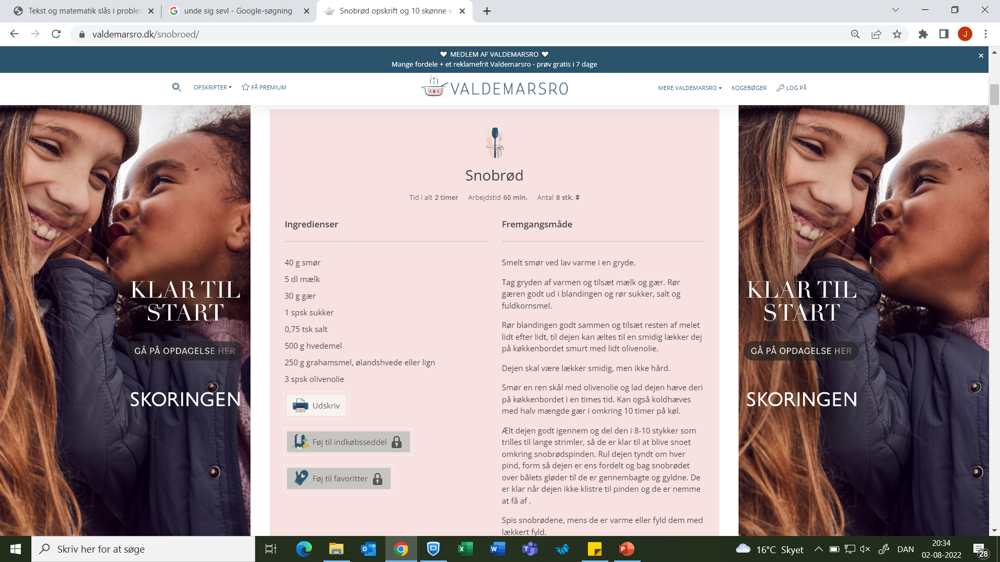 Tekst og matematik slås i problem
unde sig sevl - Google-søgning
Snobrød opskrift og 10 skønne v
valdemarsro.dk/snobroed/
J
MEDLEM AF VALDEMARSRO
Mange fordele + et reklamefrit Valdemarsro - prøv gratis i 7 dage
OPSKRIFTER
FÅ PREMIUM
VALDEMARSRO
MERE VALDEMARSRO
KOGEBØGER
LOG PÅ
Snobrød
Tid i alt 2 timer Arbejdstid 60 min. Antal 8 stk.
Ingredienser
40 g smør
5 dl mælk
30 g gær
1 spsk sukker
0,75 tsk salt
500 g hvedemel
250 g grahamsmel, ølandshvede eller lign
3 spsk olivenolie
Udskriv
Føj til indkøbsseddel
Føj til favoritter
Fremgangsmåde
Smelt smør ved lav varme i en gryde.
Tag gryden af varmen og tilsæt mælk og gær. Rør
gæren godt ud i blandingen og rør sukker, salt og
fuldkornsmel.
Rør blandingen godt sammen og tilsæt resten af melet
lidt efter lidt, til dejen kan æltes til en smidig lækker dej
på køkkenbordet smurt med lidt olivenolie.
Dejen skal være lækker smidig, men ikke hård.
Smør en ren skål med olivenolie og lad dejen hæve deri
på køkkenbordet i en times tid. Kan også koldhæves
med halv mængde gær i omkring 10 timer på køl.
Ælt dejen godt igennem og del den i 8-10 stykker som
trilles til lange strimler, så de er klar til at blive snoet
omkring snobrødspinden. Rul dejen tyndt om hver
pind, form så dejen er ens fordelt og bag snobrødet
over bålets gløder til de er gennembagte og gyldne. De
er klar når dejen ikke klistre til pinden og de er nemme
at få af .
Spis snobrødene, mens de er varme eller fyld dem med
lækkert fyld.
KLAR TIL
START
GÅ PÅ OPDAGELSE HER
SKORINGEN
KLAR TIL
START
GÅ PÅ OPDAGELSE HER
SKORINGEN
Skriv her for at søge
16°C Skyet
DAN
20:34
02-08-2022
28